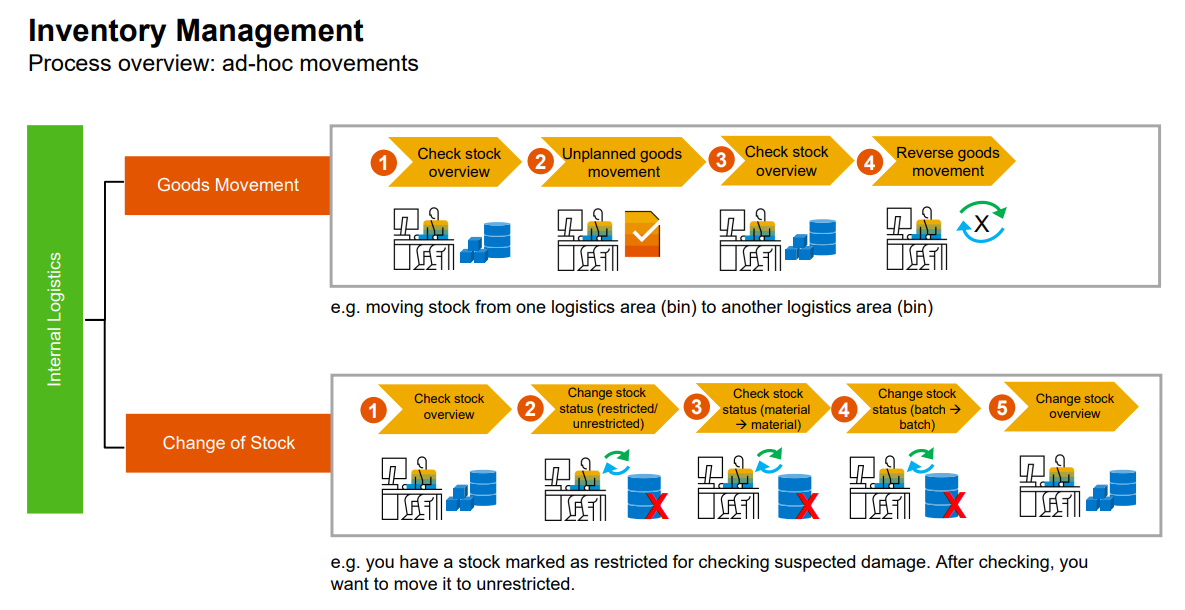 Inventory Management
Process overview: ad-hoc movements
Internal Logistics
Goods Movement
1
Check stock
overview
2
Unplanned goods
movement
3
Check stock
overview
4
Reverse goods
movement
X
e.g. moving stock from one logistics area (bin) to another logistics area (bin)
Change of Stock
1
Check stock
overview
2
Change stock
status (restricted/
unrestricted)
3
Check stock
status (material
→ material)
4
Change stock
status (batch →
batch)
5
Change stock
overview
X
X
X
e.g. you have a stock marked as restricted for checking suspected damage. After checking, you
want to move it to unrestricted.